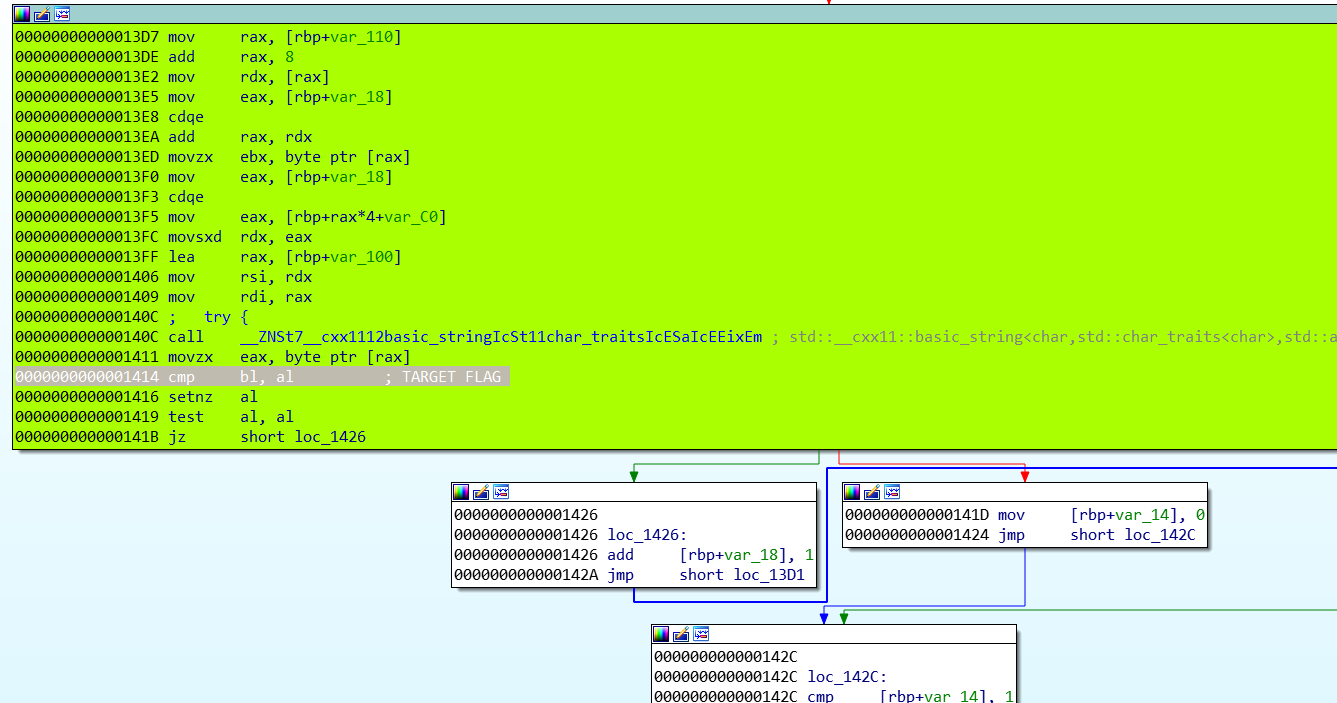 00000000000013D7 mov rax, [rbp+var_110]
00000000000013DE add rax, 8
00000000000013E2 mov rdx, [rax]
00000000000013E5 mov eax, [rbp+var_18]
00000000000013E8 cdqe
00000000000013EA add rax, rdx
00000000000013ED movzx ebx, byte ptr [rax]
00000000000013F0 mov eax, [rbp+var_18]
00000000000013F3 cdqe
00000000000013F5 mov eax, [rbp+rax*4+var_C0]
00000000000013FC movsxd rdx, eax
00000000000013FF lea rax, [rbp+var_100]
0000000000001406 mov rsi, rdx
0000000000001409 mov rdi, rax
000000000000140C ; try {
000000000000140C call __ZNSt7__cxx1112basic_stringIcSt11char_traitsIcESaIcEEixEm ; std::__cxx11::basic_string<char,std::char_traits<char>,std::a
0000000000001411 movzx eax, byte ptr [rax]
0000000000001414 cmp bl, al ; TARGET FLAG
0000000000001416 setnz al
0000000000001419 test al, al
000000000000141B jz short loc_1426
0000000000001426
0000000000001426 loc_1426:
0000000000001426 add [rbp+var_18], 1
000000000000142A jmp short loc_13D1
000000000000141D mov [rbp+var_14], 0
0000000000001424 jmp short loc_142C
000000000000142C
000000000000142C loc_142C:
000000000000142C cmp [rbp+var_14], 1